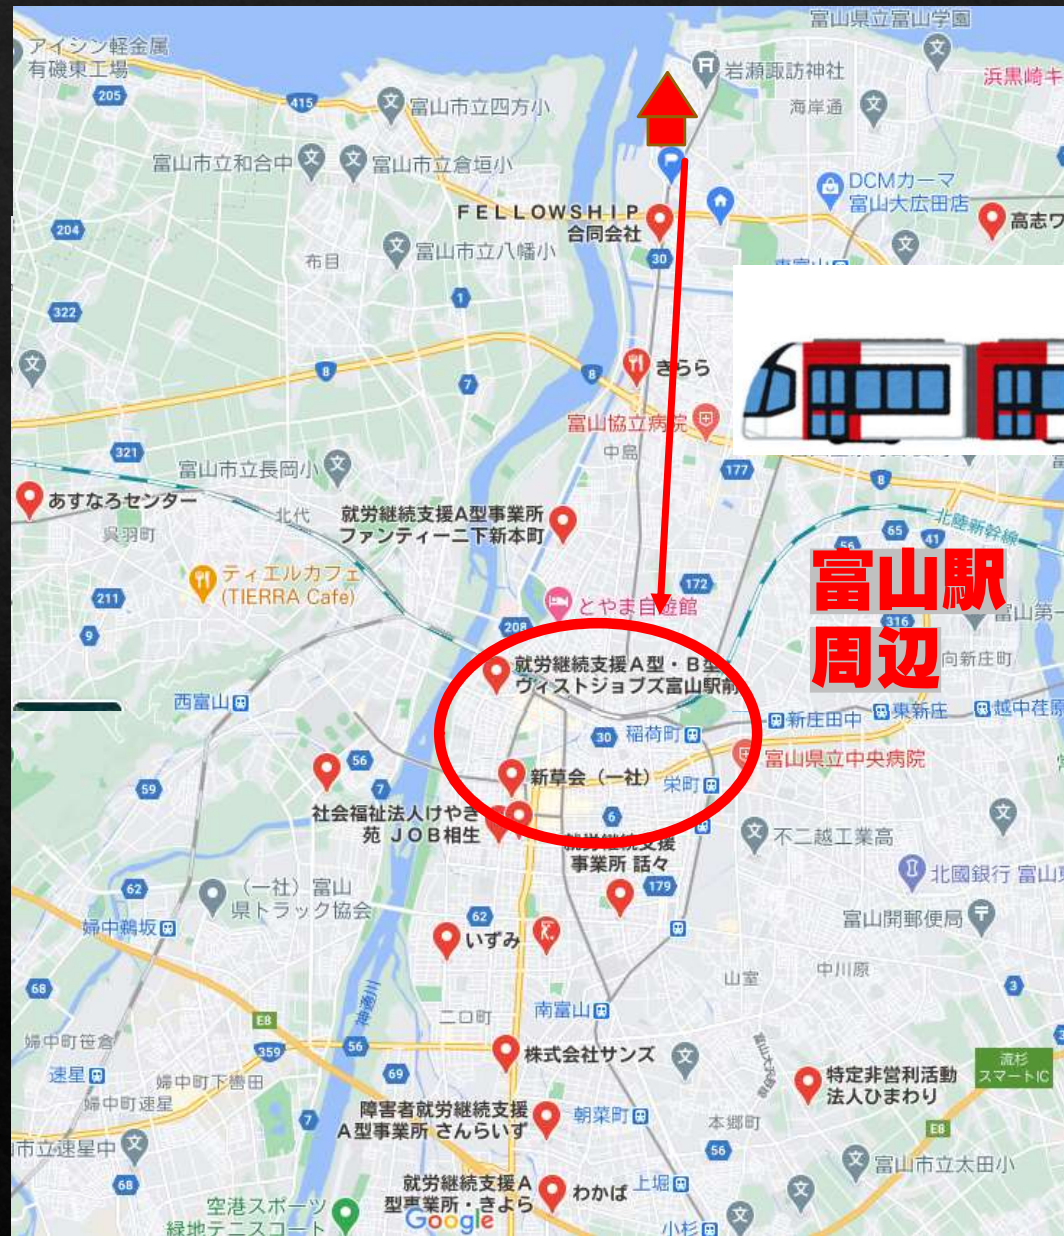 富山県立富山学園
アイシン軽金属
有磯東工場
205
415
富山市立四方小
岩瀬諏訪神社
浜黒崎キ
海岸通
富山市立和合中
富山市立倉垣小
DCMカーマ
富山大広田店
FELLOWSHIP
合同会社
高志ワ
204
布目
富山市立八幡小
30
1
322
8
7
8
きらら
富山協立病院
中島
321
富山市立長岡小
177
8
あすなろセンター
呉羽町
北代
就労継続支援A型事業所
ファンティーニ下新本町
北陸新幹線
65
41
56
ティエルカフェ
(TIERRA Cafe)
211
9
172
とやま自遊館
208
富山駅
周辺
316
富山第一
向新庄町
就労継続支援A型・B型
ヴィストジョブズ富山駅前
西富山
30
稲荷町
新庄田中
東新庄
越中荏原
富山県立中央病院
56
7
59
新草会（一社）
栄町
社会福祉法人けやき
苑 JOB相生
6
不二越工業高
就労継続支援
事業所 話々
179
62
（一社）富山
県トラック協会
北國銀行 富山東
婦中鵜坂
62
いずみ
富山開郵便局
山室
中川原
68
3
神通川
E8
二口町
南富山
婦中町笹倉
359
56
株式会社サンズ
流杉
スマートIC
速星
69
婦中町下轡田
婦中町速星
特定非営利活動
法人ひまわり
7
障害者就労継続支援
A型事業所 さんらいず
朝菜町
本郷町
E8
市立速星中
56
富山市立太田小
68
就労継続支援A
型事業所・きよら
わかば
上堀
空港スポーツ
緑地テニスコート
Google
小杉